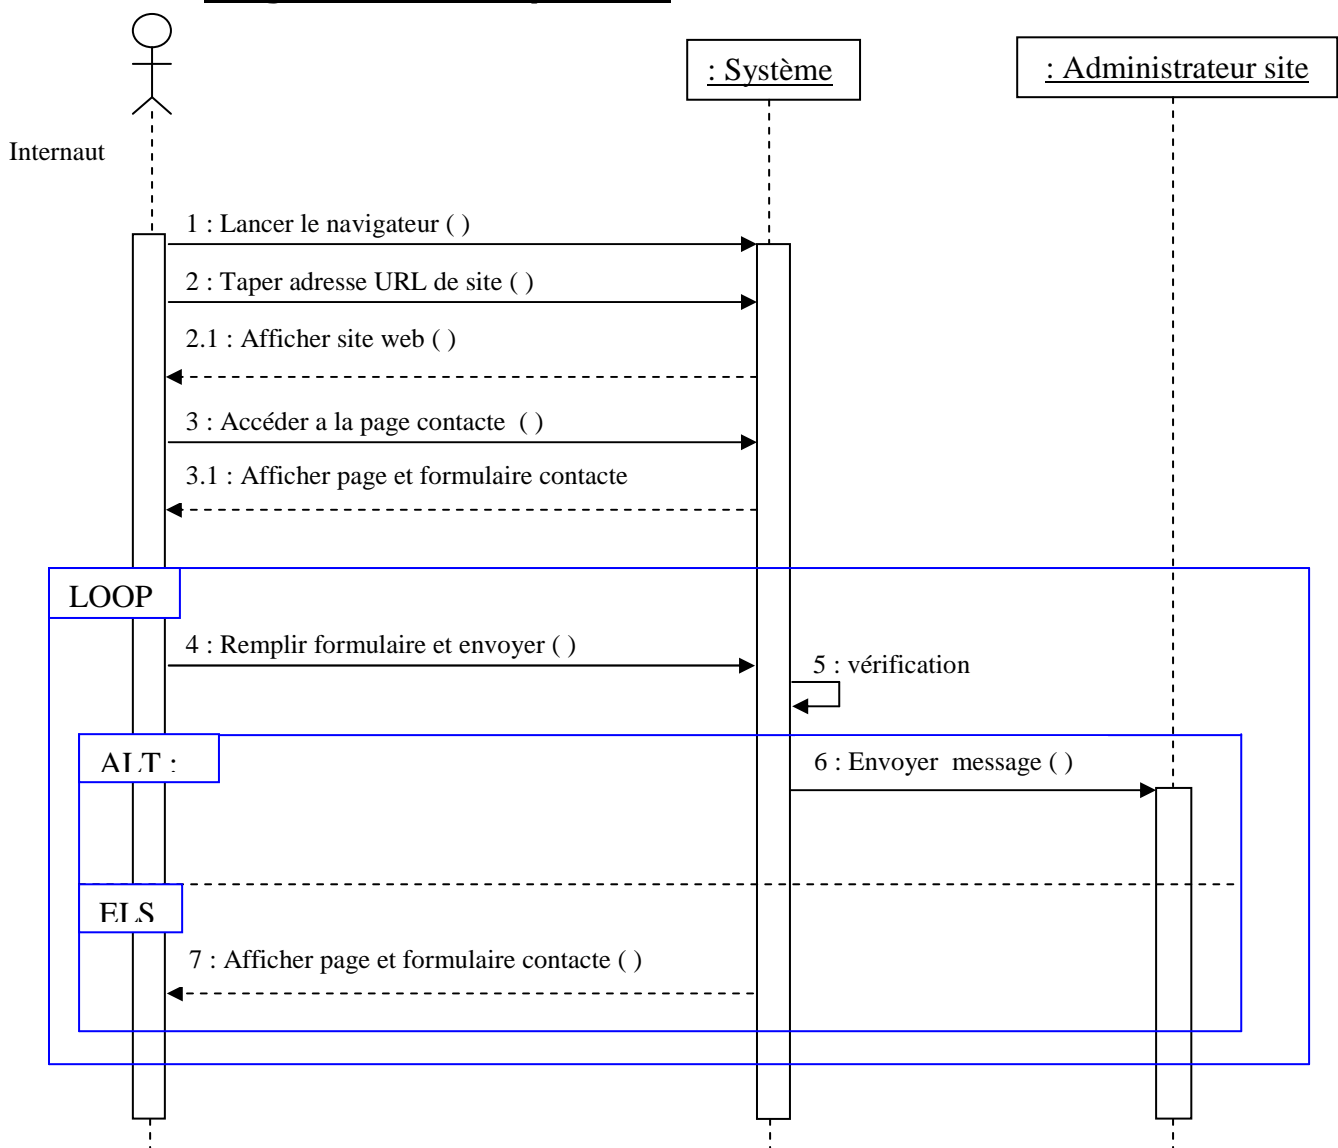 : Système
: Administrateur site
Internaut
1 : Lancer le navigateur ( )
2 : Taper adresse URL de site ( )
2.1 : Afficher site web ( )
3 : Accéder a la page contacte  ( )
3.1 : Afficher page et formulaire contacte
LOOP
4 : Remplir formulaire et envoyer ( )
5 : vérification
ALT :
6 : Envoyer  message ( )
ELS
7 : Afficher page et formulaire contacte ( )